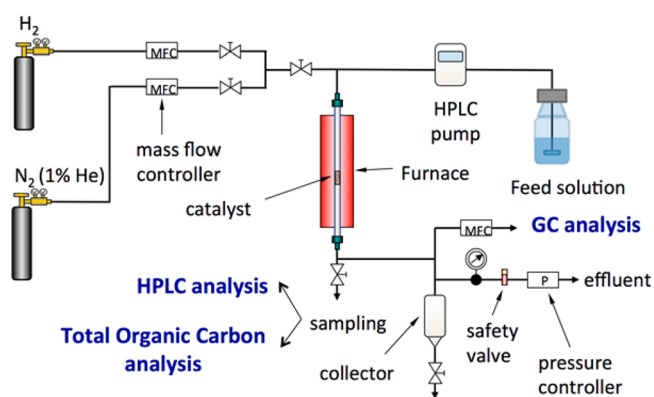 H₂
MFC
MFC
HPLC
pump
mass flow
controller
N₂ (1% He)
Furnace
Feed solution
catalyst
MFC
GC analysis
HPLC analysis
P
effluent
sampling
Total Organic Carbon
analysis
safety
valve
collector
pressure
controller